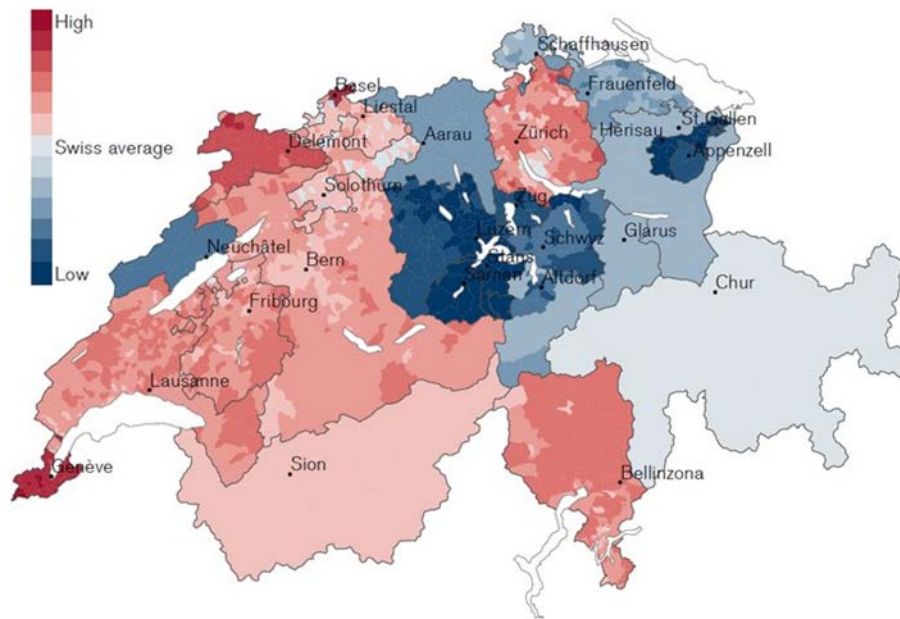 High
Schaffhausen
Basel
Frauenfeld
Liestal
St.Gallen
Aarau
Zürich
Herisau
Swiss average
Delémont
Appenzell
Solothurn
Zug
Luzern
Schwyz
Glarus
Neuchâtel
Stans
Bern
Low
Sarnen
Altdorf
Chur
Fribourg
Lausanne
Genève
Sion
Bellinzona